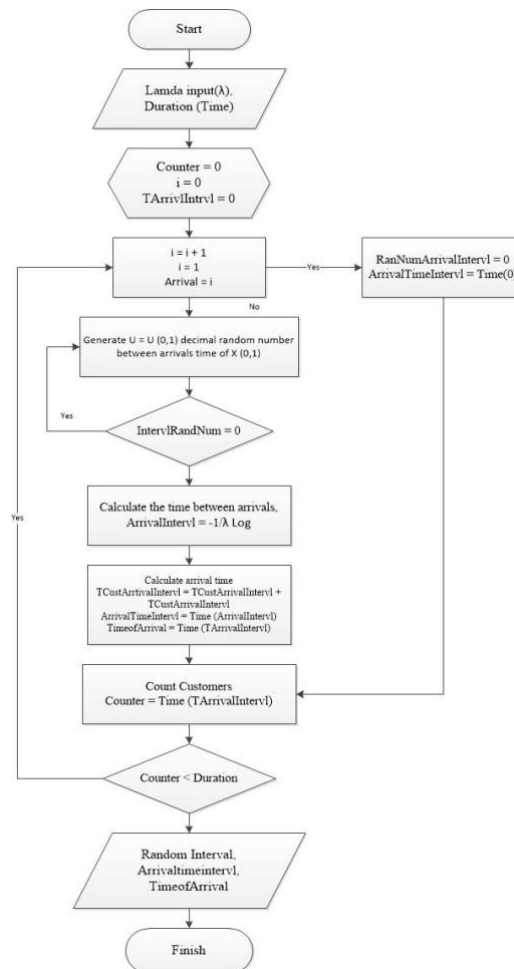 Start
Lamda input(λ),
Duration (Time)
Counter = 0
i = 0
TArrivlIntrvl = 0
i = i + 1
i = 1
Arrival = i
Yes
RanNumArrivalIntervl = 0
ArrivalTimeIntervl = Time(0)
No
Generate U = U (0,1) decimal random number
between arrivals time of X (0,1)
Yes
IntervlRandNum = 0
Calculate the time between arrivals,
ArrivalIntervl = -1/λ Log
Yes
Calculate arrival time
TCustArrtivalIntervl = TCustArrivalIntervl +
TCustArrivalIntervl
ArrivalTimeIntervl = Time (ArrivalIntervl)
TimeofArrival = Time (TArrivalIntervl)
Count Customers
Counter = Time (TArrivalIntervl)
Counter < Duration
Random Interval,
Arrivaltimeintervl,
TimeofArrival
Finish